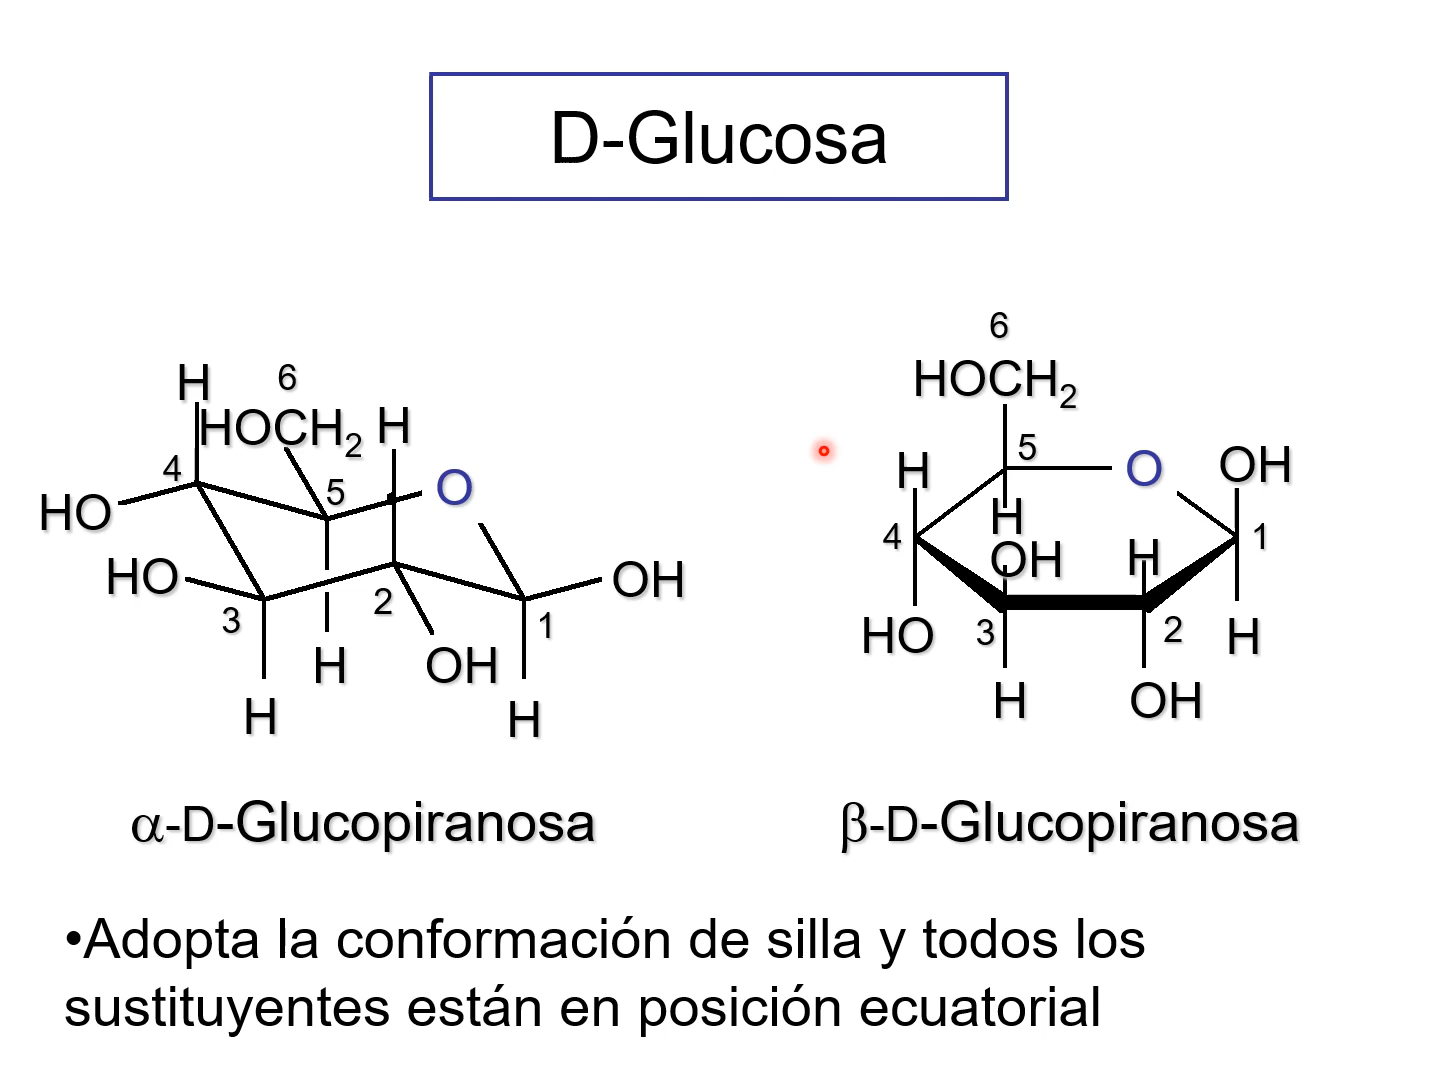 D-Glucosa
6
HOCH2
H
6
HOCH2
H
4
5
O
HO
HO
3
2
OH
1
H
OH
H
H
5
O
OH
H
H
4
OH
H
1
HO
3
2
H
H
OH
α-D-Glucopiranosa
β-D-Glucopiranosa
•Adopta la conformación de silla y todos los
sustituyentes están en posición ecuatorial